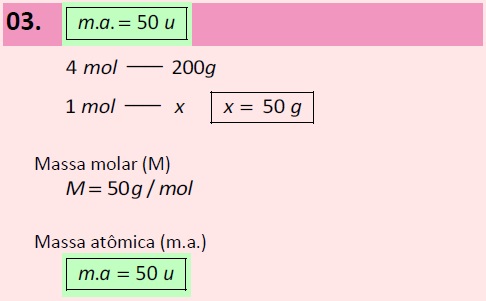 03. m.a. = 50 u
4 mol —— 200g
1 mol —— x x = 50 g
Massa molar (M)
M = 50g / mol
Massa atômica (m.a.)
m.a = 50 u